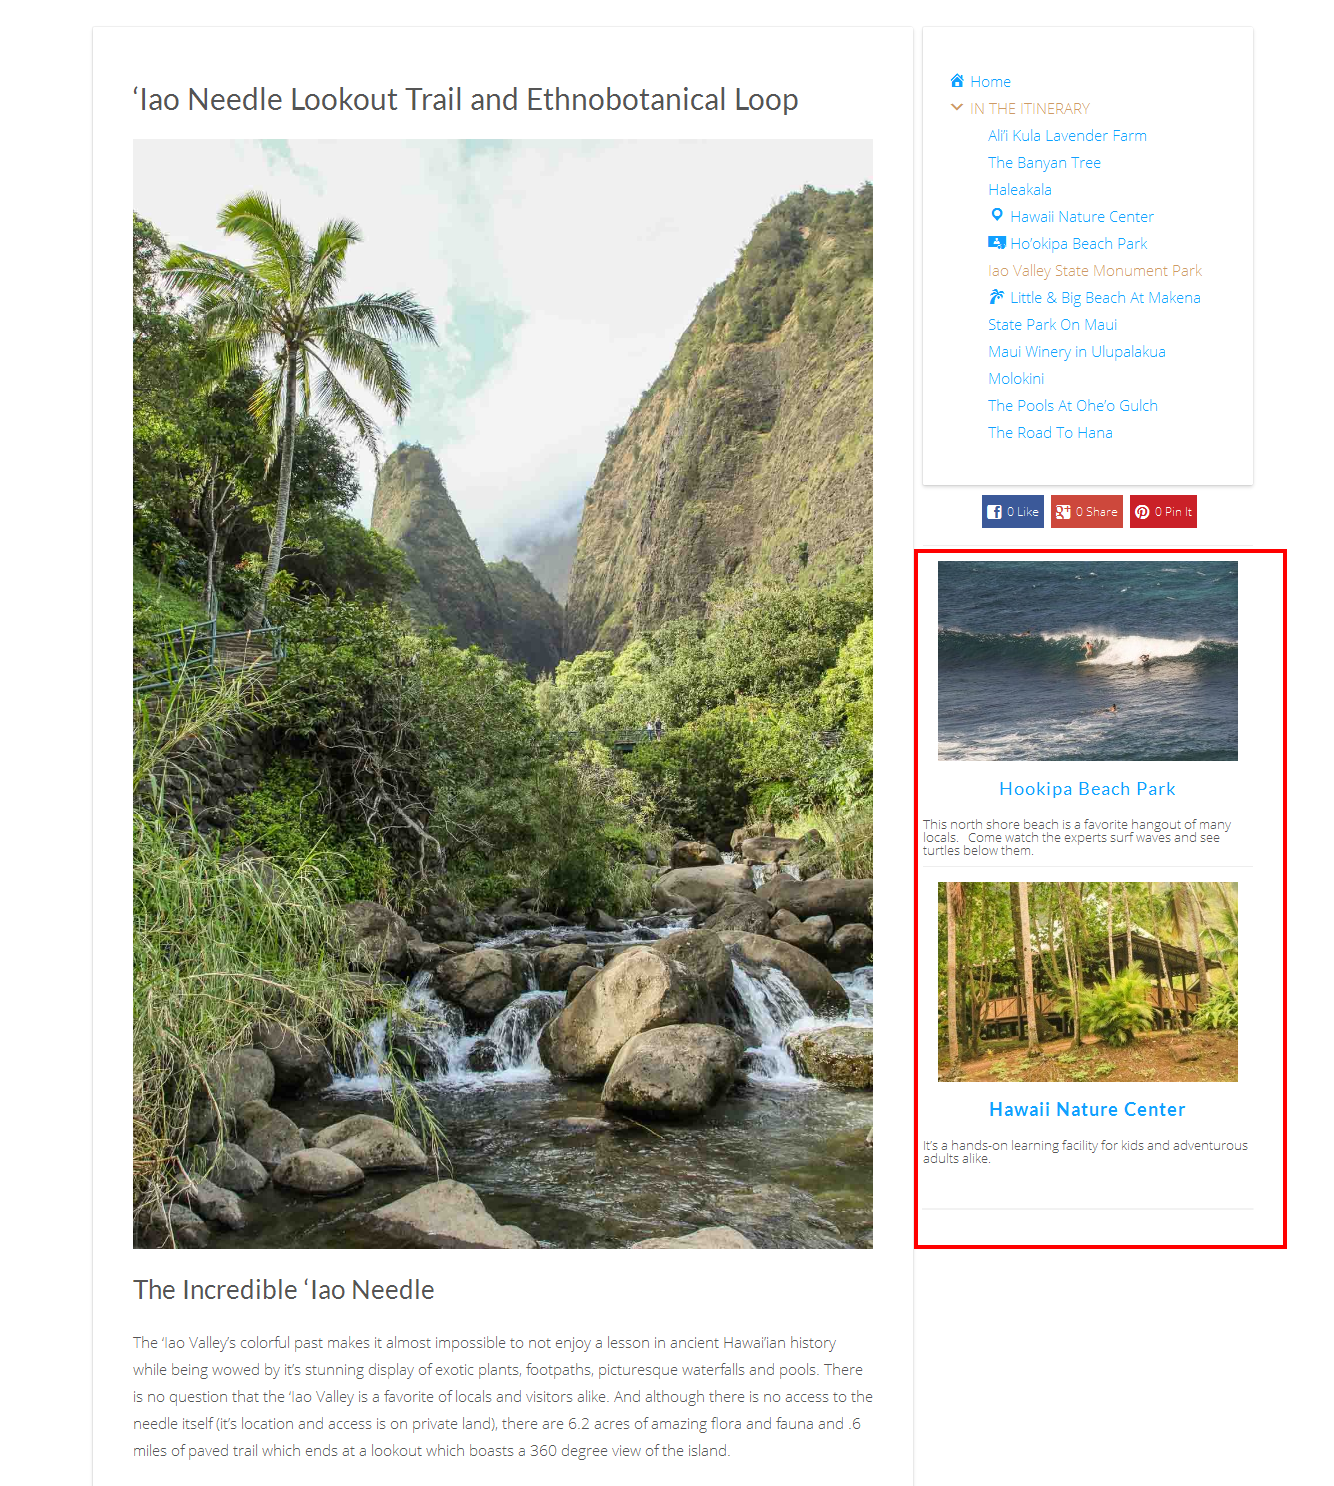 ‘Iao Needle Lookout Trail and Ethnobotanical Loop
The Incredible ‘Iao Needle
The ‘Iao Valley’s colorful past makes it almost impossible to not enjoy a lesson in ancient Hawai’ian history
while being wowed by it’s stunning display of exotic plants, footpaths, picturesque waterfalls and pools. There
is no question that the ‘Iao Valley is a favorite of locals and visitors alike. And although there is no access to the
needle itself (it’s location and access is on private land), there are 6.2 acres of amazing flora and fauna and .6
miles of paved trail which ends at a lookout which boasts a 360 degree view of the island.
Home
IN THE ITINERARY
Ali’i Kula Lavender Farm
The Banyan Tree
Haleakala
Hawaii Nature Center
Ho’okipa Beach Park
Iao Valley State Monument Park
Little & Big Beach At Makena
State Park On Maui
Maui Winery in Ulupalakua
Molokini
The Pools At Ohe’o Gulch
The Road To Hana
0 Like
0 Share
0 Pin It
Hookipa Beach Park
This north shore beach is a favorite hangout of many
locals.   Come watch the experts surf waves and see
turtles below them.
Hawaii Nature Center
It’s a hands-on learning facility for kids and adventurous
adults alike.